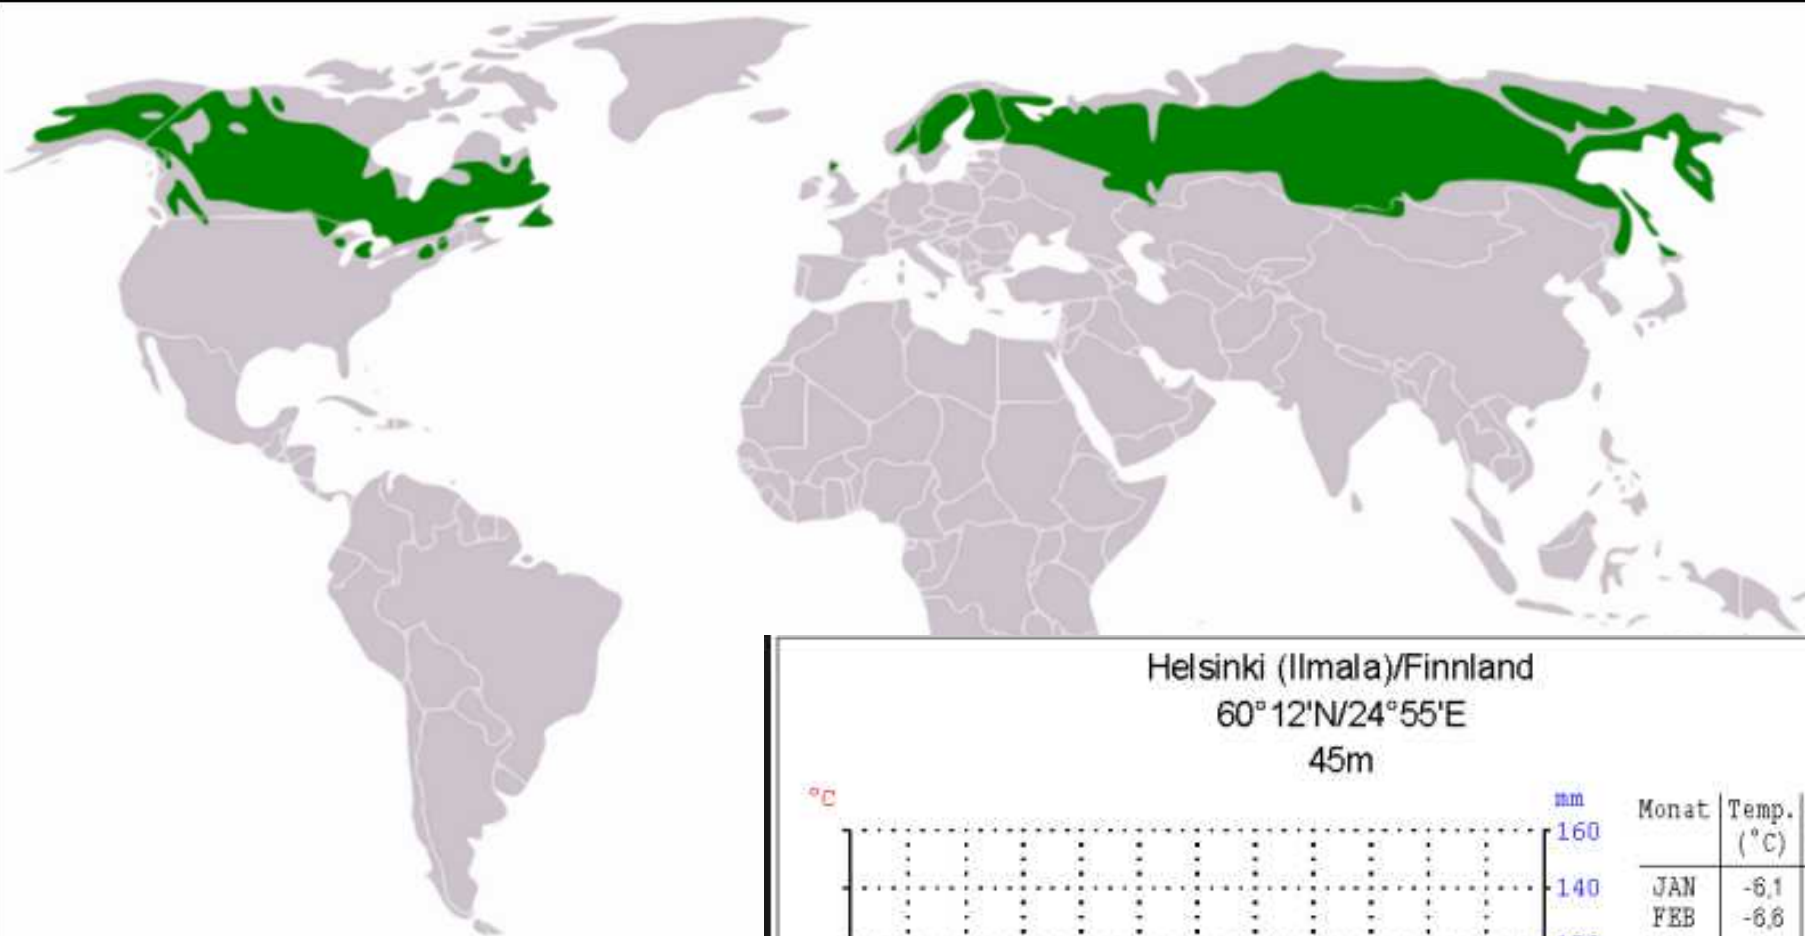 Helsinki (Ilmala)/Finnland
60°12'N/24°55'E
45m
°C
mm
160
140
Monat Temp.
(°C)
JAN -6,1
FEB -6,6